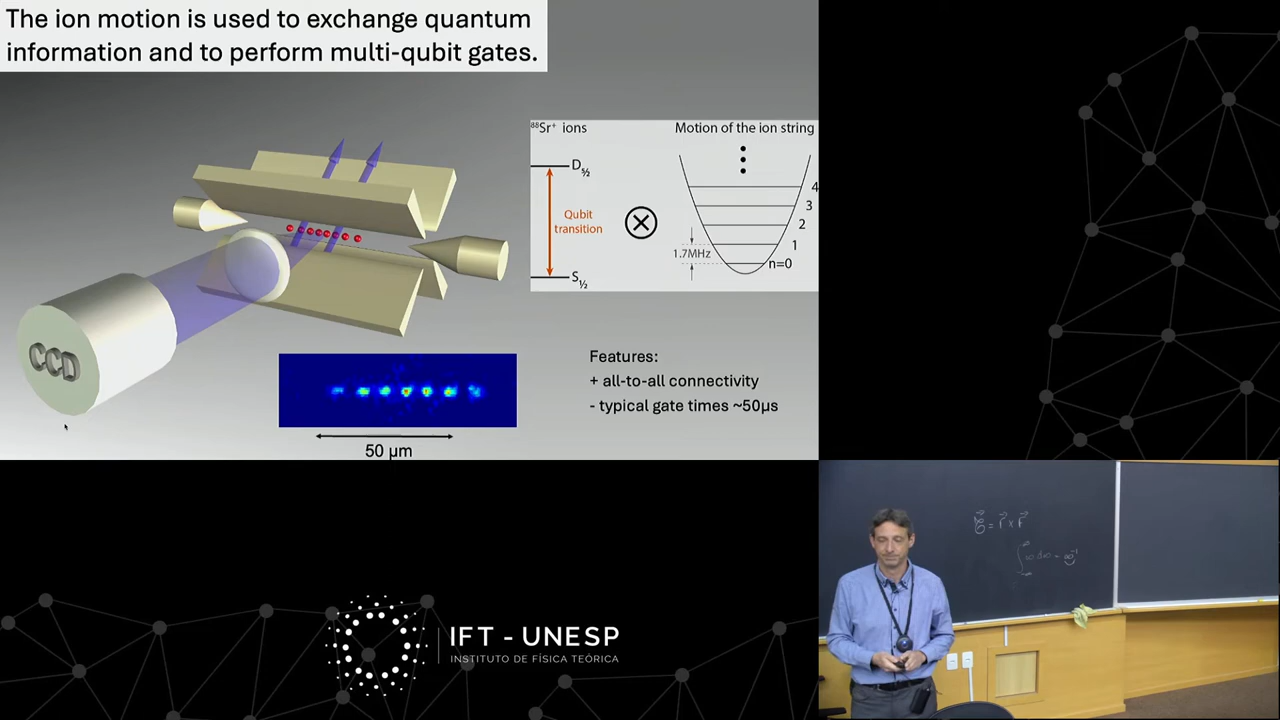 The ion motion is used to exchange quantum
information and to perform multi-qubit gates.
⁸⁸Sr⁺ ions
Motion of the ion string
D₅⁄₂
Qubit
transition
S₁⁄₂
4
3
2
1
n=0
1.7MHz
CCD
Features:
+ all-to-all connectivity
- typical gate times ~50µs
50 µm
IFT - UNESP
INSTITUTO DE FÍSICA TEÓRICA